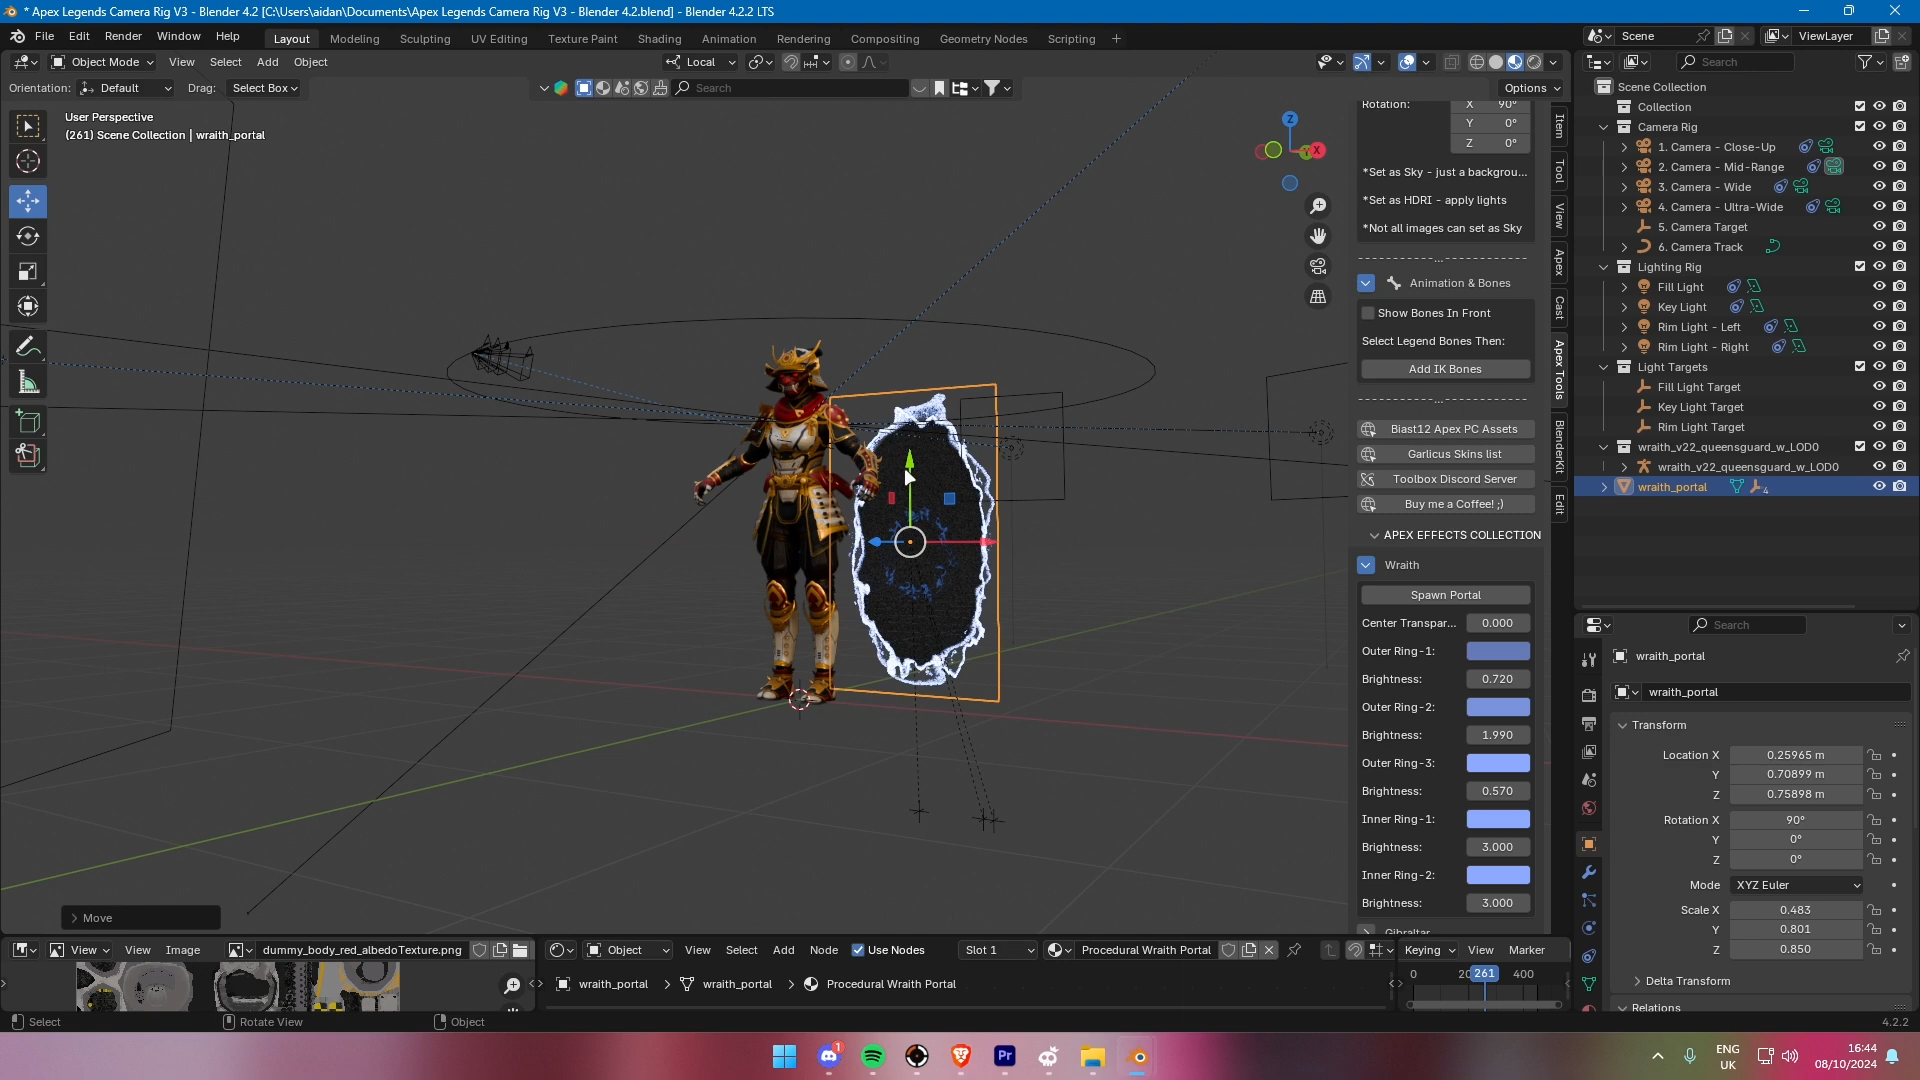 * Apex Legends Camera Rig V3 - Blender 4.2 [C:\Users\aidan\Documents\Apex Legends Camera Rig V3 - Blender 4.2.blend] - Blender 4.2.2 LTS
File Edit Render Window Help Layout Modeling Sculpting UV Editing Texture Paint Shading Animation Rendering Compositing Geometry Nodes Scripting + Scene ViewLayer
Object Mode View Select Add Object Local Search
Orientation: Default Drag: Select Box Search Options
User Perspective
(261) Scene Collection | wraith_portal
Z
X
Y
Rotation: X 90°
Y 0°
Z 0°
*Set as Sky - just a backgrou...
*Set as HDRI - apply lights
*Not all images can set as Sky
Animation & Bones
Show Bones In Front
Select Legend Bones Then:
Add IK Bones
Biast12 Apex PC Assets
Garlicus Skins list
Toolbox Discord Server
Buy me a Coffee! ;)
APEX EFFECTS COLLECTION
Wraith
Spawn Portal
Center Transpar... 0.000
Outer Ring-1:
Brightness: 0.720
Outer Ring-2:
Brightness: 1.990
Outer Ring-3:
Brightness: 0.570
Inner Ring-1:
Brightness: 3.000
Inner Ring-2:
Brightness: 3.000
Gibraltar
Item
Tool
View
Apex
Cast
Apex Tools
BlenderKit
Edit
Scene Collection
Collection
Camera Rig
1. Camera - Close-Up
2. Camera - Mid-Range
3. Camera - Wide
4. Camera - Ultra-Wide
5. Camera Target
6. Camera Track
Lighting Rig
Fill Light
Key Light
Rim Light - Left
Rim Light - Right
Light Targets
Fill Light Target
Key Light Target
Rim Light Target
wraith_v22_queensguard_w_LOD0
wraith_v22_queensguard_w_LOD0
wraith_portal 4
Search
wraith_portal
wraith_portal
Transform
Location X 0.25965 m
Y 0.70899 m
Z 0.75898 m
Rotation X 90°
Y 0°
Z 0°
Mode XYZ Euler
Scale X 0.483
Y 0.801
Z 0.850
Delta Transform
Relations
Move
View View Image dummy_body_red_albedoTexture.png Object View Select Add Node Use Nodes Slot 1 Procedural Wraith Portal Keying View Marker
wraith_portal > wraith_portal > Procedural Wraith Portal
0 20 261 400
Select Rotate View Object 4.2.2
1
Pr
ENG
UK
16:44
08/10/2024